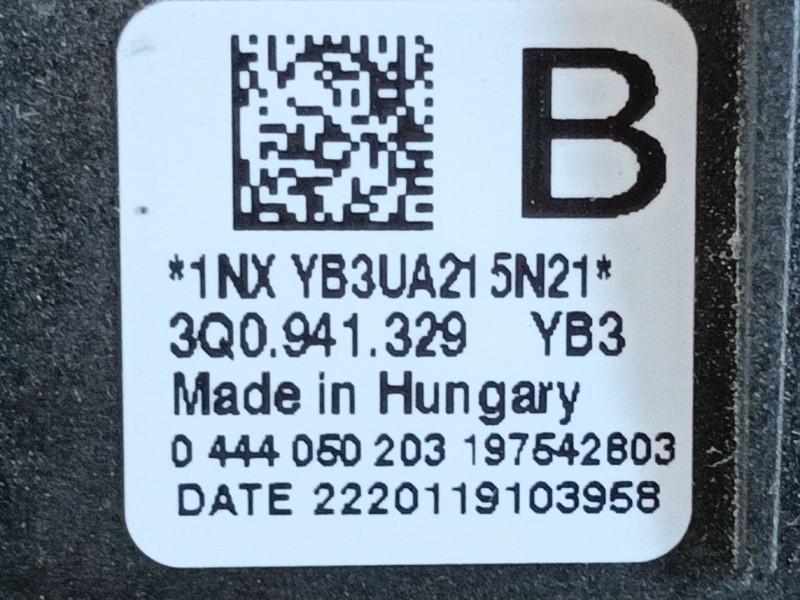 B
*1NX YB3UA215N21*
3Q0.941.329 YB3
Made in Hungary
0 444 050 203 197542803
DATE 2220119103958